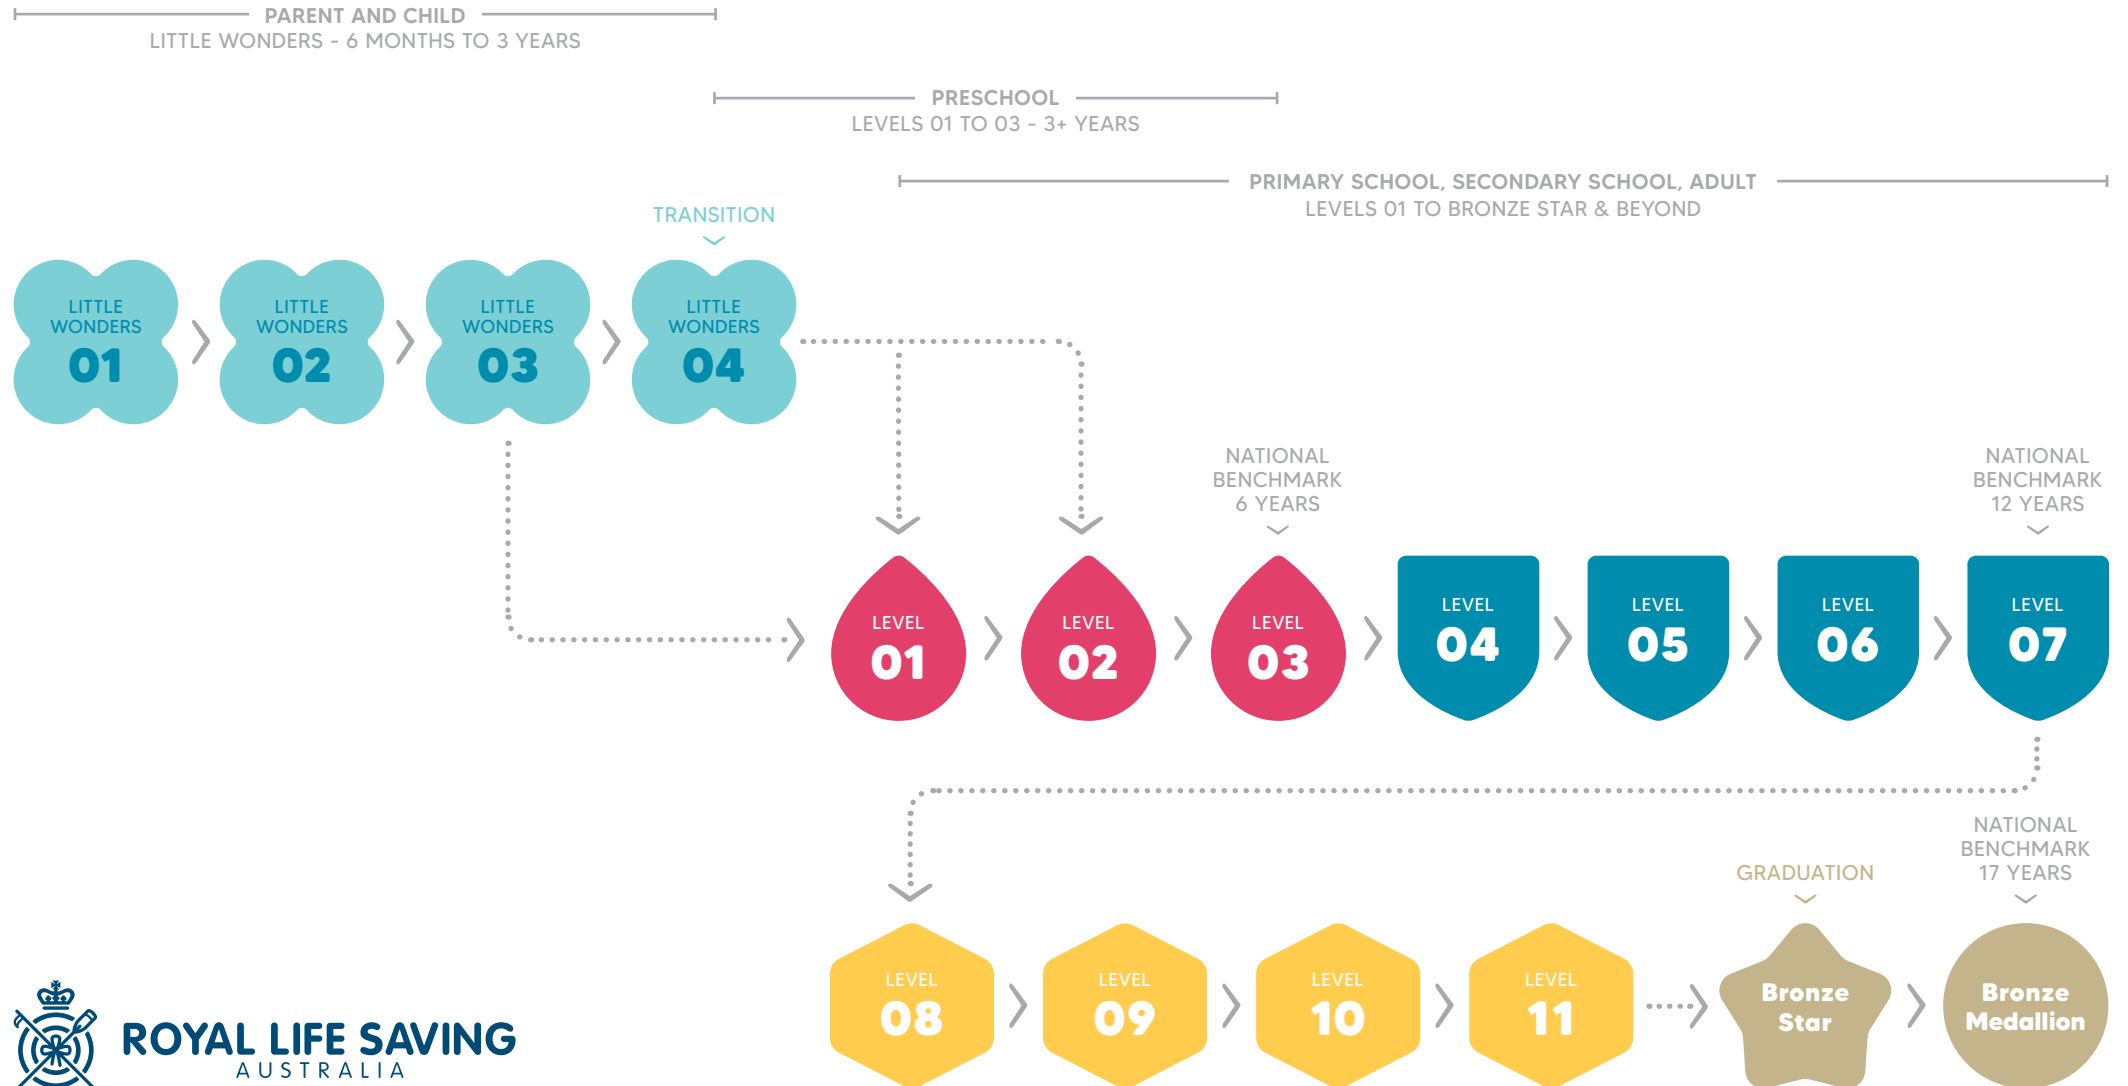 PARENT AND CHILD
LITTLE WONDERS - 6 MONTHS TO 3 YEARS
PRESCHOOL
LEVELS 01 TO 03 - 3+ YEARS
PRIMARY SCHOOL, SECONDARY SCHOOL, ADULT
LEVELS 01 TO BRONZE STAR & BEYOND
TRANSITION
LITTLE
WONDERS
01
LITTLE
WONDERS
02
LITTLE
WONDERS
03
LITTLE
WONDERS
04
NATIONAL
BENCHMARK
6 YEARS
NATIONAL
BENCHMARK
12 YEARS
LEVEL
01
LEVEL
02
LEVEL
03
LEVEL
04
LEVEL
05
LEVEL
06
LEVEL
07
GRADUATION
NATIONAL
BENCHMARK
17 YEARS
LEVEL
08
LEVEL
09
LEVEL
10
LEVEL
11
Bronze
Star
Bronze
Medallion
ROYAL LIFE SAVING
AUSTRALIA